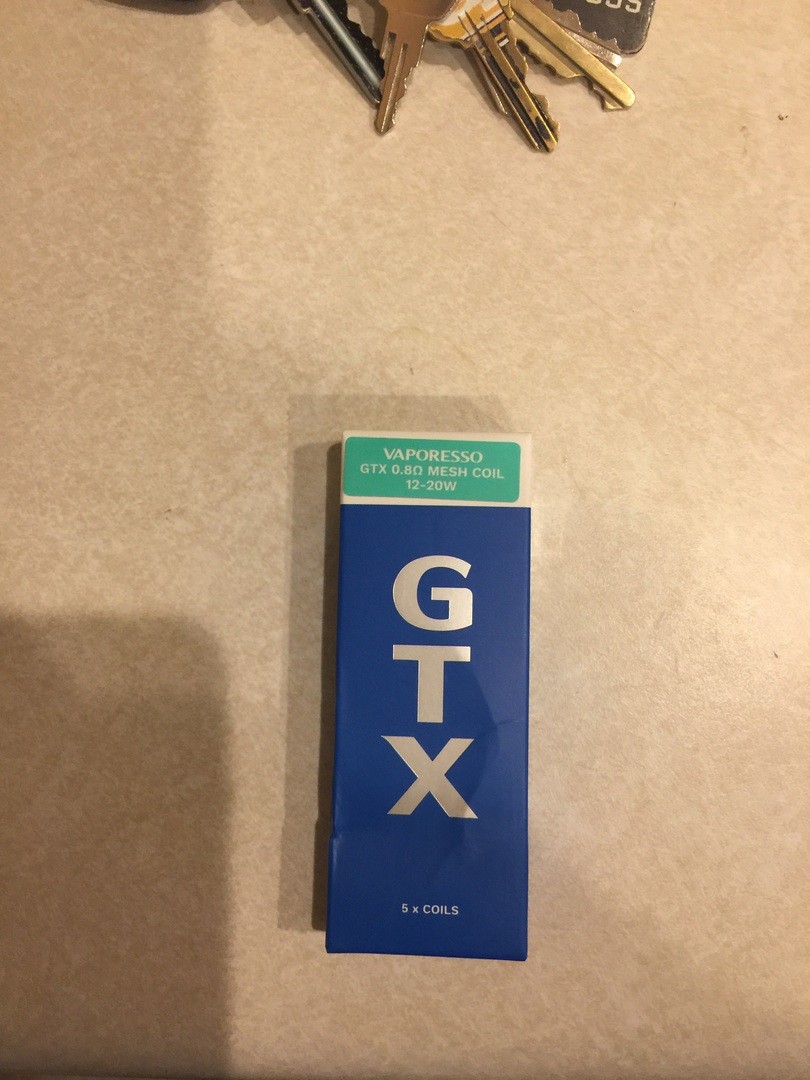 VAPORESSO
GTX 0.8Ω MESH COIL
12-20W
G
T
X
5 x COILS